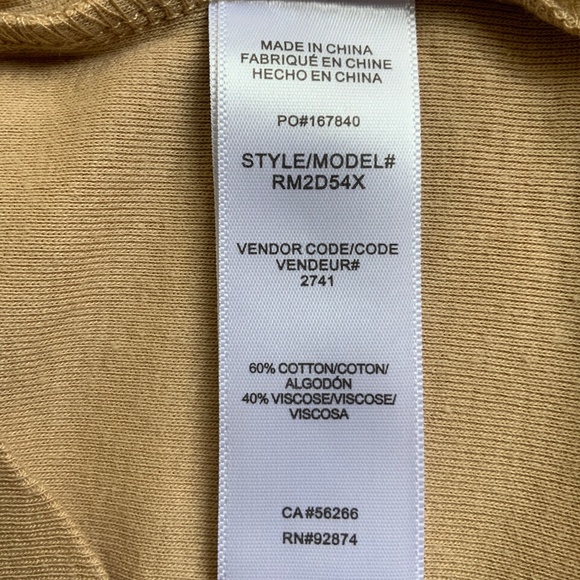 MADE IN CHINA
FABRIQUÉ EN CHINE
HECHO EN CHINA
PO#167840
STYLE/MODEL#
RM2D54X
VENDOR CODE/CODE
VENDEUR#
2741
60% COTTON/COTON/
ALGODÓN
40% VISCOSE/VISCOSE/
VISCOSA
CA#56266
RN#92874